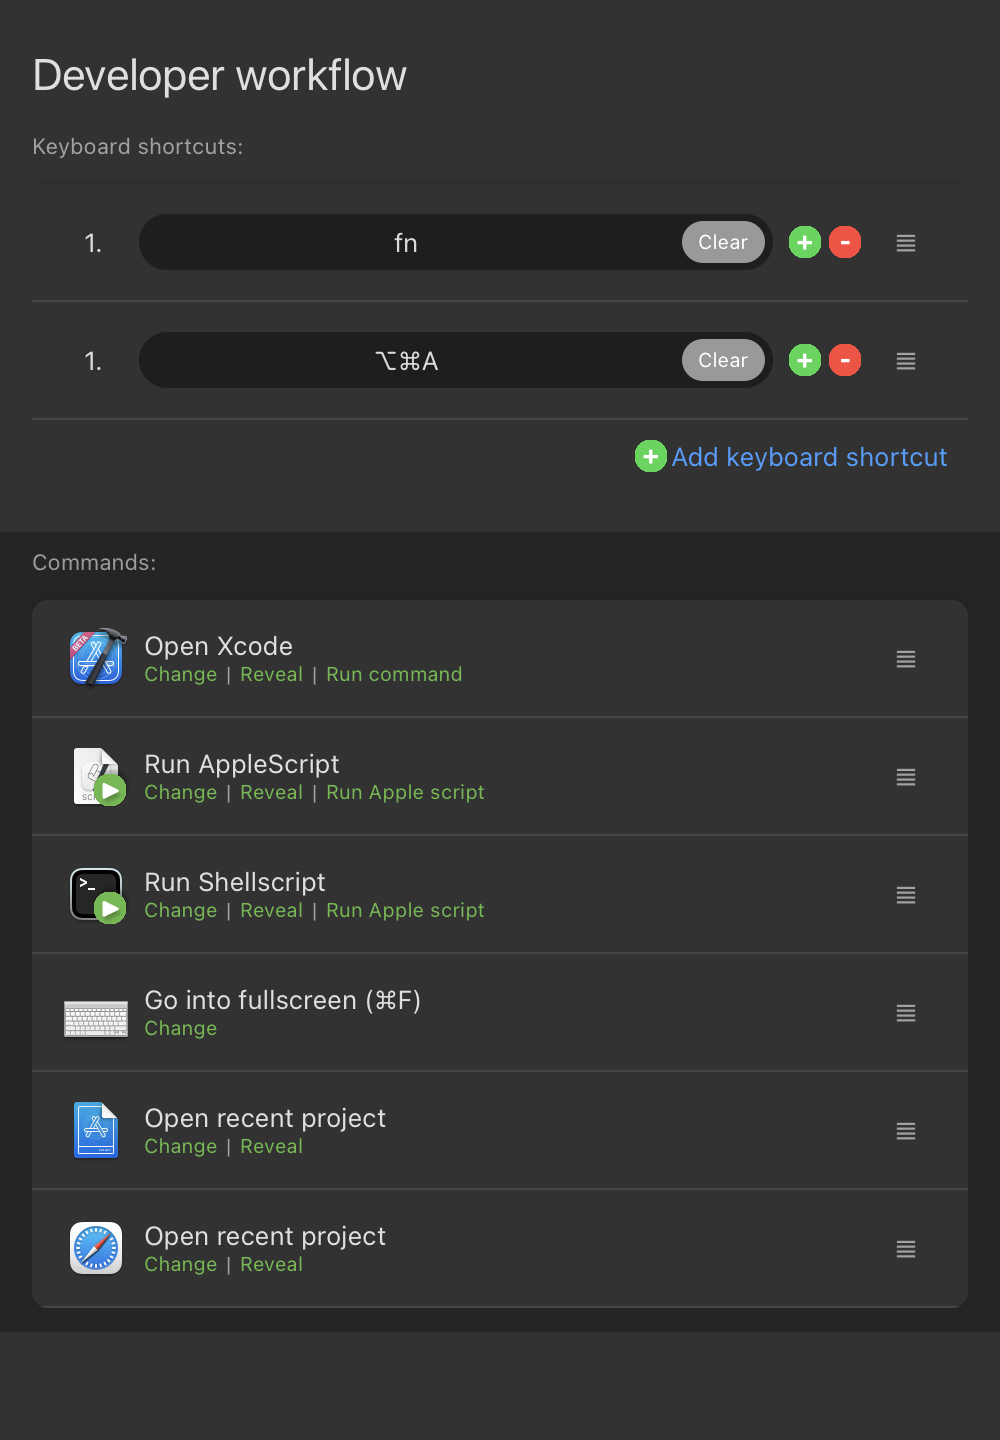 Developer workflow
Keyboard shortcuts:
1. fn Clear + -
1. ⌥⌘A Clear + -
+ Add keyboard shortcut
Commands:
BETA
Open Xcode
Change | Reveal | Run command
Run AppleScript
Change | Reveal | Run Apple script
>_
Run Shellscript
Change | Reveal | Run Apple script
Go into fullscreen (⌘F)
Change
Open recent project
Change | Reveal
Open recent project
Change | Reveal